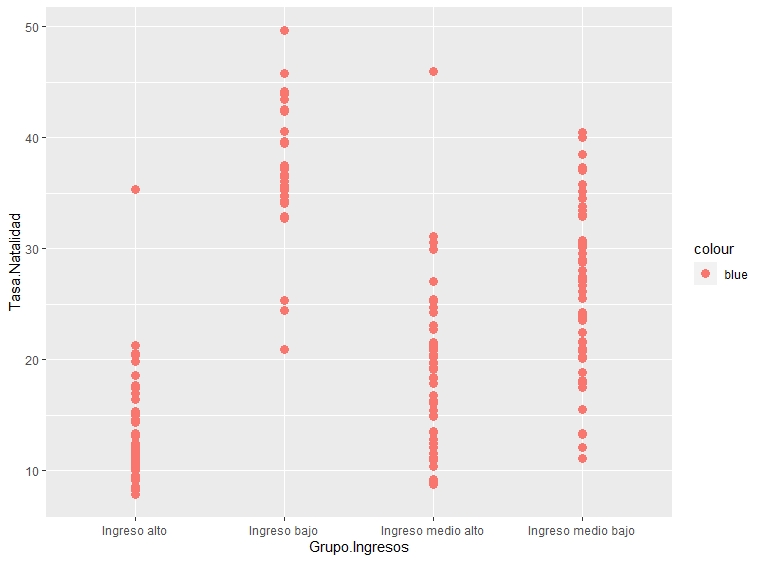 50
40
30
20
10
Tasa.Natalidad
Ingreso alto
Ingreso bajo
Ingreso medio alto
Ingreso medio bajo
Grupo.Ingresos
colour
blue